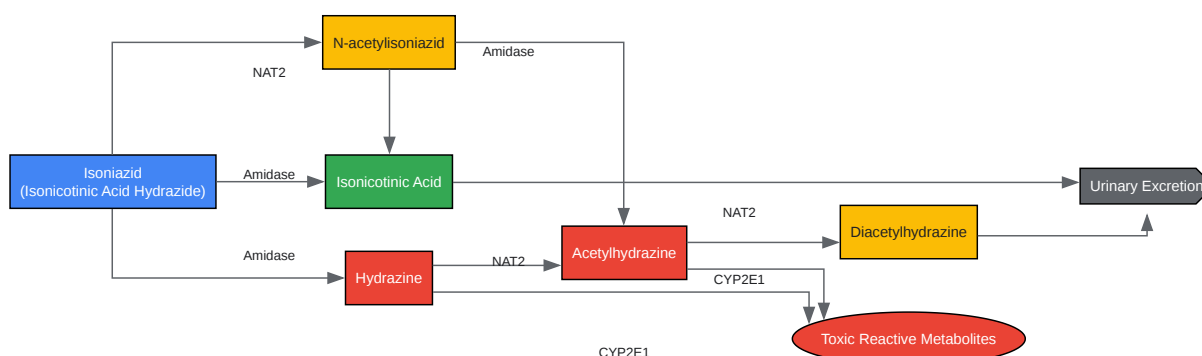 N-acetylisoniazid
Amidase
NAT2
Isoniazid
(Isonicotinic Acid Hydrazide)
Amidase
Isonicotinic Acid
Urinary Excretion
NAT2
Diacetylhydrazine
Amidase
Acetylhydrazine
NAT2
Hydrazine
CYP2E1
Toxic Reactive Metabolites
CYP2E1